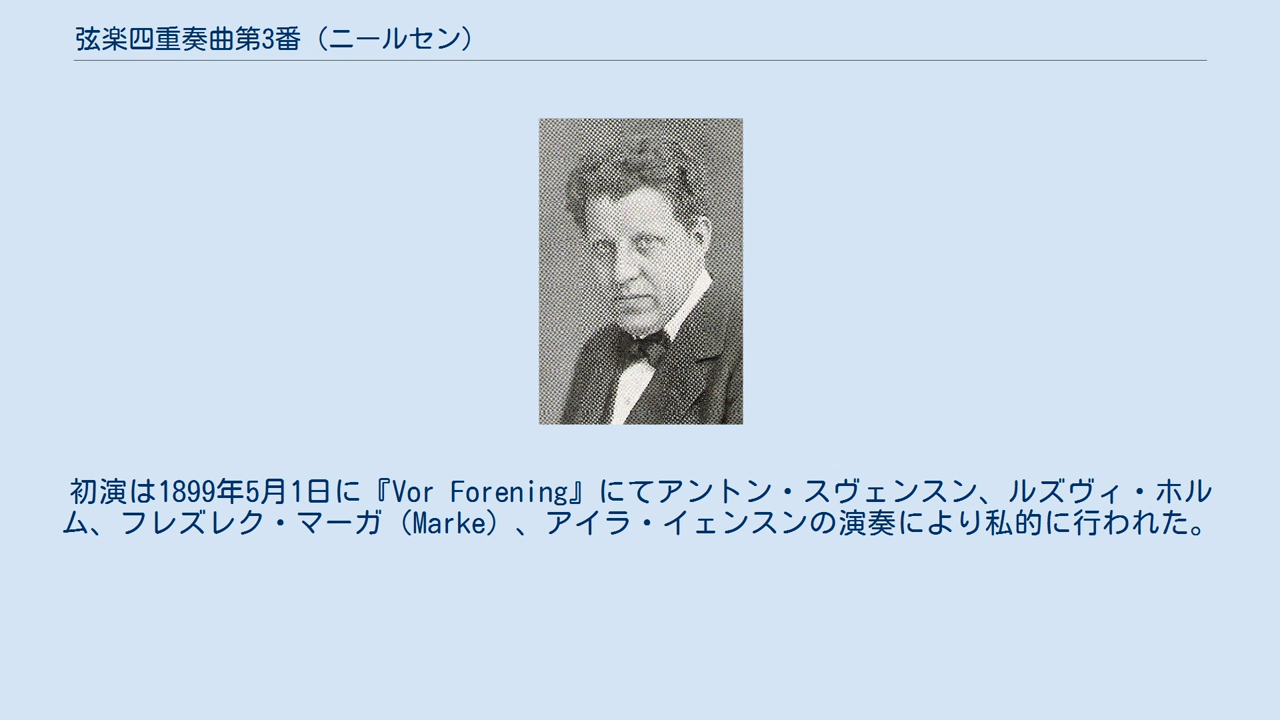 弦楽四重奏曲第3番（ニールセン）
初演は1899年5月1日に『Vor Forening』にてアントン・スヴェンスン、ルズヴィ・ホル
ム、フレズレク・マーガ（Marke）、アイラ・イェンスンの演奏により私的に行われた。